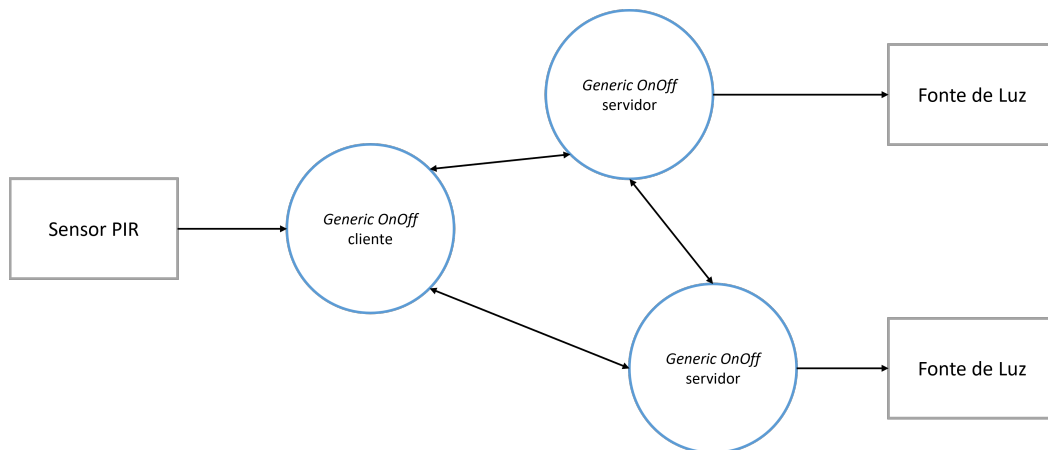 Generic OnOff
servidor
Fonte de Luz
Sensor PIR
Generic OnOff
cliente
Generic OnOff
servidor
Fonte de Luz